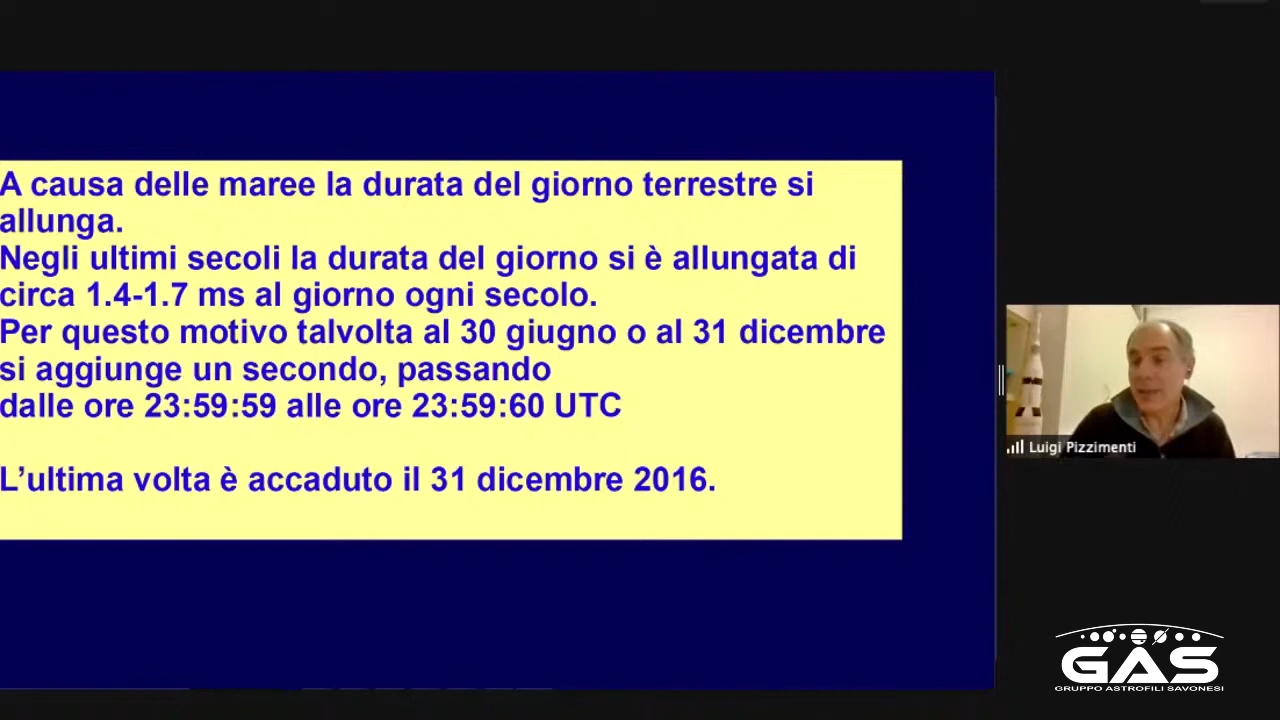 A causa delle maree la durata del giorno terrestre si
allunga.
Negli ultimi secoli la durata del giorno si è allungata di
circa 1.4-1.7 ms al giorno ogni secolo.
Per questo motivo talvolta al 30 giugno o al 31 dicembre
si aggiunge un secondo, passando
dalle ore 23:59:59 alle ore 23:59:60 UTC
L’ultima volta è accaduto il 31 dicembre 2016.
Luigi Pizzimenti
GAS
GRUPPO ASTROFILI SAVONESI